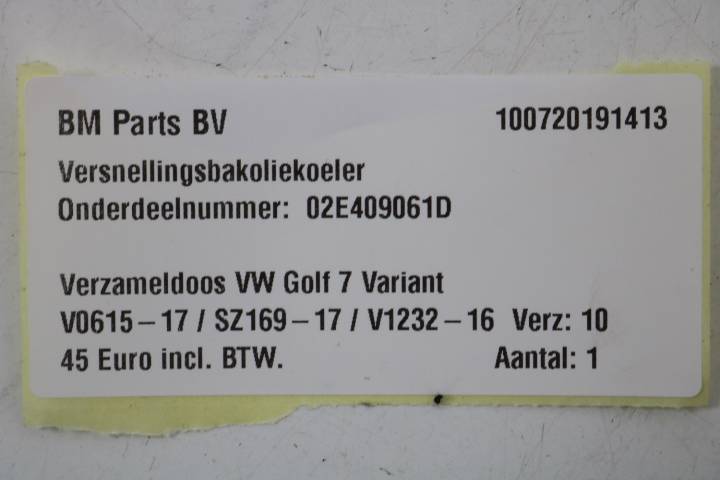 BM Parts BV 100720191413
Versnellingsbakoliekoeler
Onderdeelnummer: 02E409061D
Verzameldoos VW Golf 7 Variant
V0615-17 / SZ169-17 / V1232-16 Verz: 10
45 Euro incl. BTW. Aantal: 1